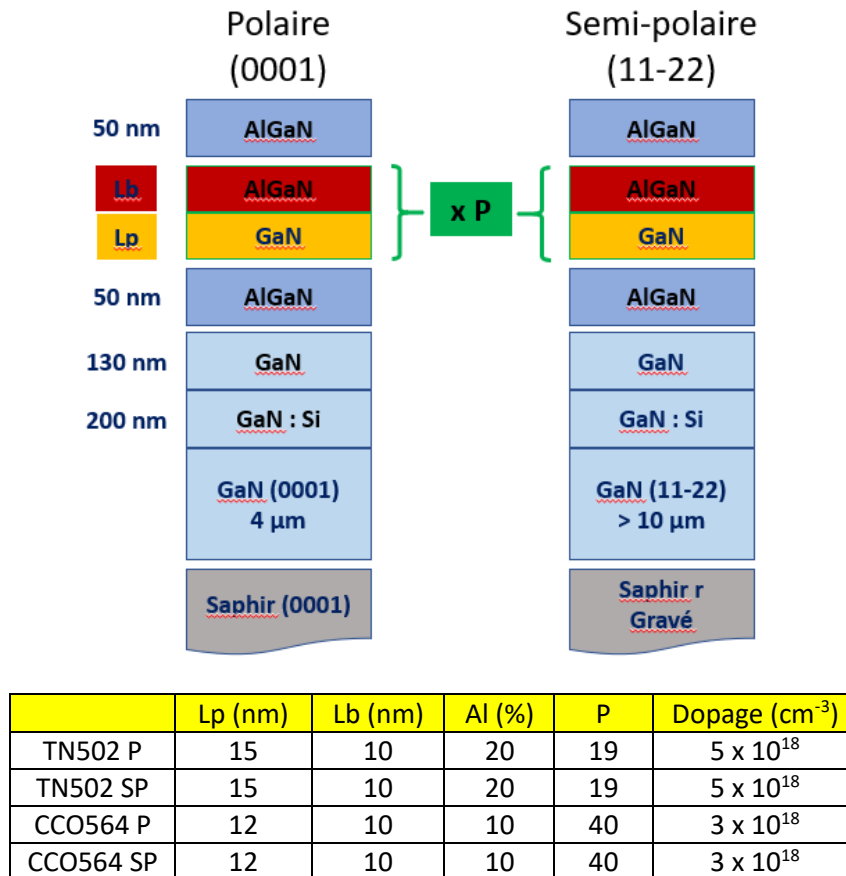 Polaire Semi-polaire
(0001) (11-22)
50 nm AlGaN AlGaN
Lb AlGaN AlGaN
x P
Lp GaN GaN
50 nm AlGaN AlGaN
130 nm GaN GaN
200 nm GaN : Si GaN : Si
GaN (0001) GaN (11-22)
4 µm > 10 µm
Saphir (0001) Saphir r
Gravé
Lp (nm) Lb (nm) Al (%) P Dopage (cm⁻³)
TN502 P 15 10 20 19 5 x 10¹⁸
TN502 SP 15 10 20 19 5 x 10¹⁸
CCO564 P 12 10 10 40 3 x 10¹⁸
CCO564 SP 12 10 10 40 3 x 10¹⁸